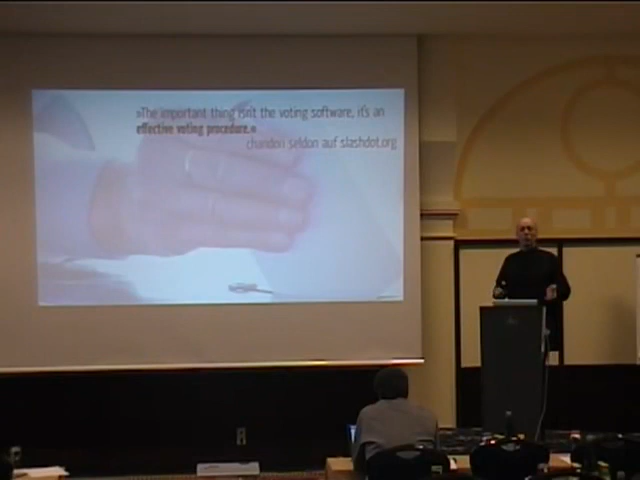 »The important thing isn't the voting software, it's an
effective voting procedure.«
chandon seldon auf slashdot.org